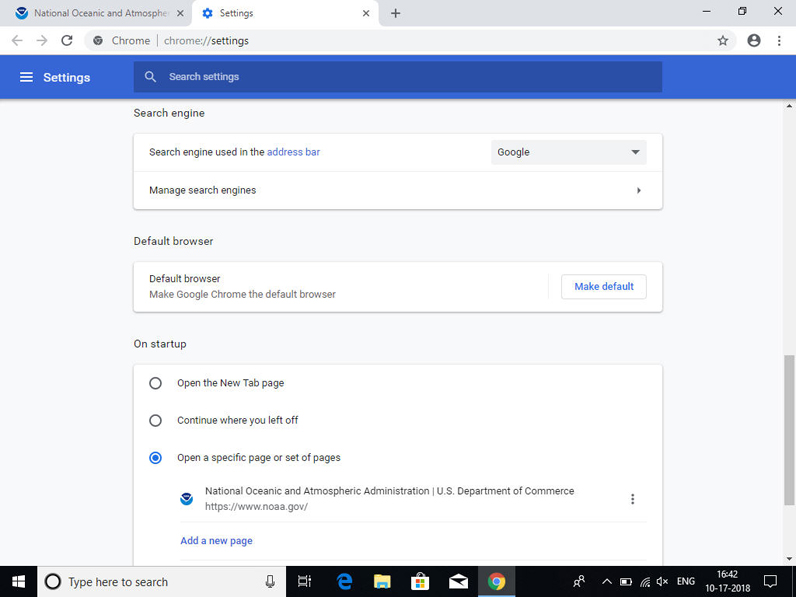 National Oceanic and Atmospher
Settings
Chrome | chrome://settings
Settings
Search settings
Search engine
Search engine used in the address bar
Google
Manage search engines
Default browser
Default browser
Make Google Chrome the default browser
Make default
On startup
Open the New Tab page
Continue where you left off
Open a specific page or set of pages
National Oceanic and Atmospheric Administration | U.S. Department of Commerce
https://www.noaa.gov/
Add a new page
Type here to search
ENG
16:42
10-17-2018